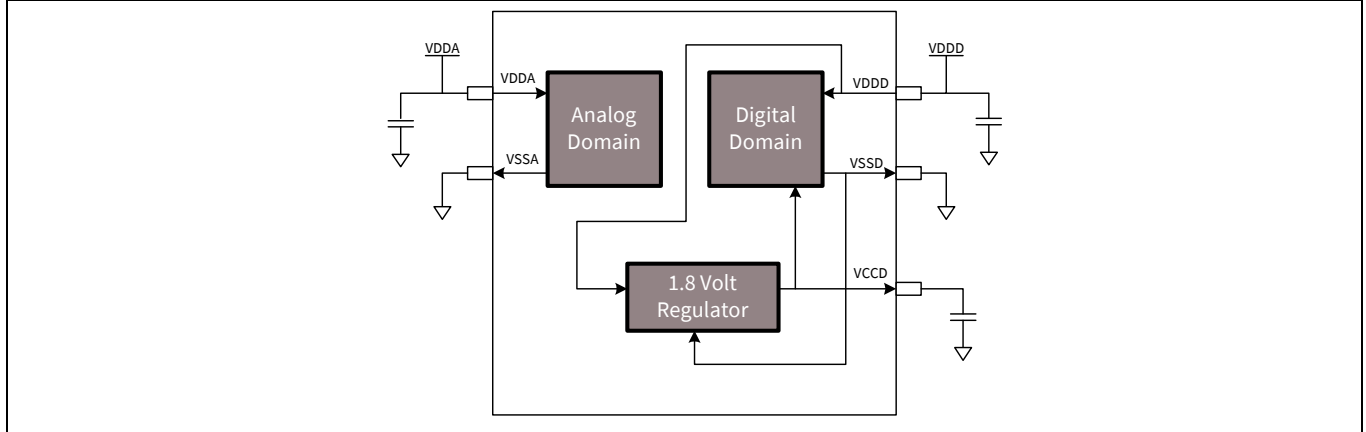 VDDA
VDDD
VDDA
VDDD
Analog
Domain
Digital
Domain
VSSA
VSSD
1.8 Volt
Regulator
VCCD